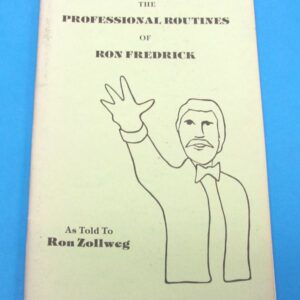 THE
PROFESSIONAL ROUTINES
OF
RON FREDRICK
As Told To
Ron Zollweg